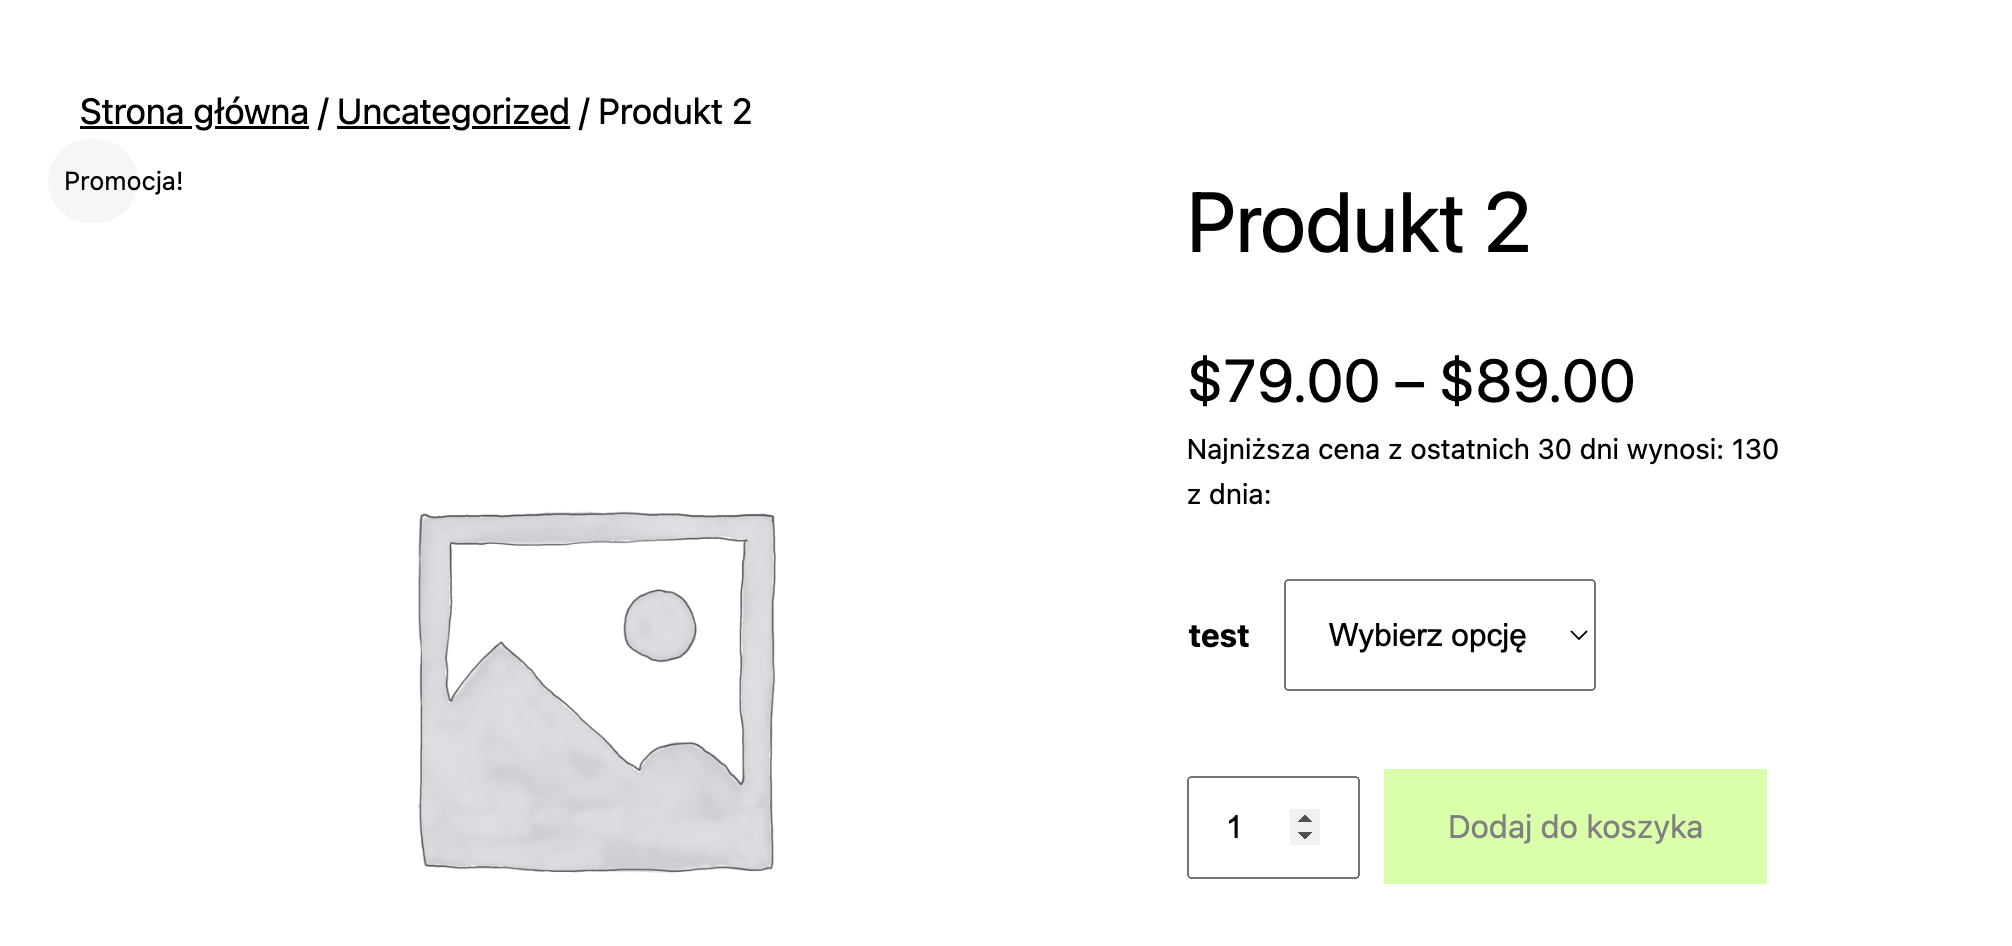 Strona główna / Uncategorized / Produkt 2
Promocja!
Produkt 2
$79.00 – $89.00
Najniższa cena z ostatnich 30 dni wynosi: 130
z dnia:
test
Wybierz opcję
1
Dodaj do koszyka